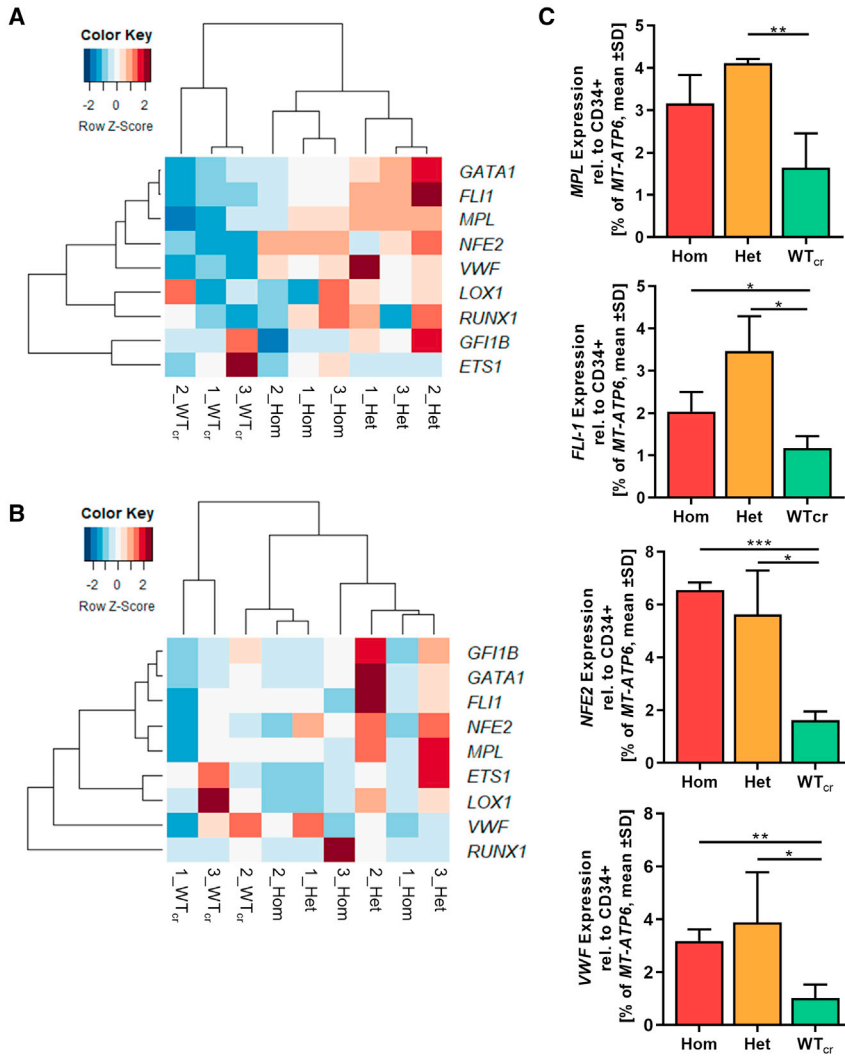 A
Color Key
-2 0 2
Row Z-Score
GATA1
FLI1
MPL
NFE2
VWF
LOX1
RUNX1
GFI1B
ETS1
2_WTcr
1_WTcr
3_WTcr
2_Hom
1_Hom
3_Hom
1_Het
3_Het
2_Het
B
Color Key
-2 0 2
Row Z-Score
GFI1B
GATA1
FLI1
NFE2
MPL
ETS1
LOX1
VWF
RUNX1
1_WTcr
3_WTcr
2_WTcr
2_Hom
1_Het
3_Hom
2_Het
1_Hom
3_Het
C
MPL Expression
rel. to CD34+
[% of MT-ATP6, mean ±SD]
5
4
3
2
1
0
**
Hom Het WTcr
FLI-1 Expression
rel. to CD34+
[% of MT-ATP6, mean ±SD]
5
4
3
2
1
0
*
*
Hom Het WTcr
NFE2 Expression
rel. to CD34+
[% of MT-ATP6, mean ±SD]
8
6
4
2
0
***
*
Hom Het WTcr
VWF Expression
rel. to CD34+
[% of MT-ATP6, mean ±SD]
8
6
4
2
0
**
*
Hom Het WTcr